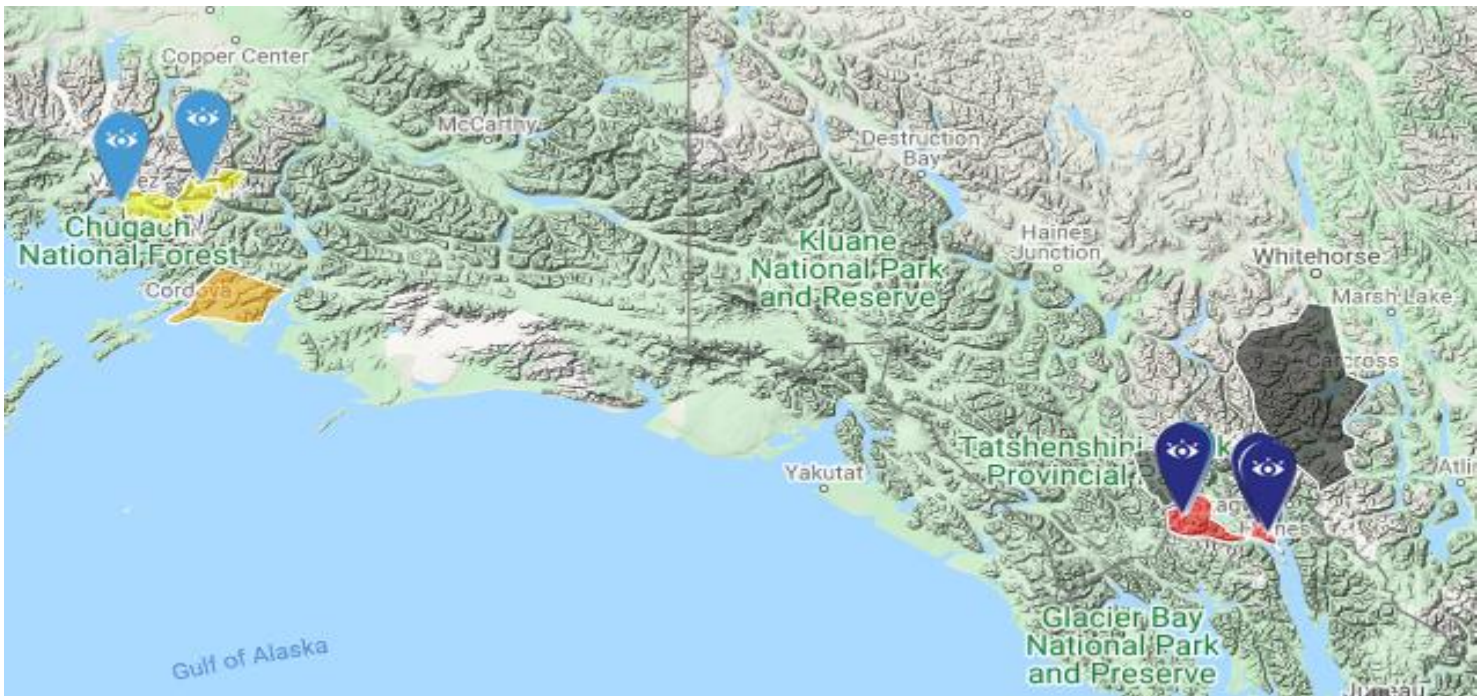 Copper Center
McCarthy
Destruction
Bay
Chugach
National Forest
Cordova
Kluane
National Park
and Reserve
Haines
Junction
Whitehorse
Marsh Lake
Carcross
Tatshenshini
Provincial P
Yakutat
Atlin
Glacier Bay
National Park
and Preserve
Gulf of Alaska